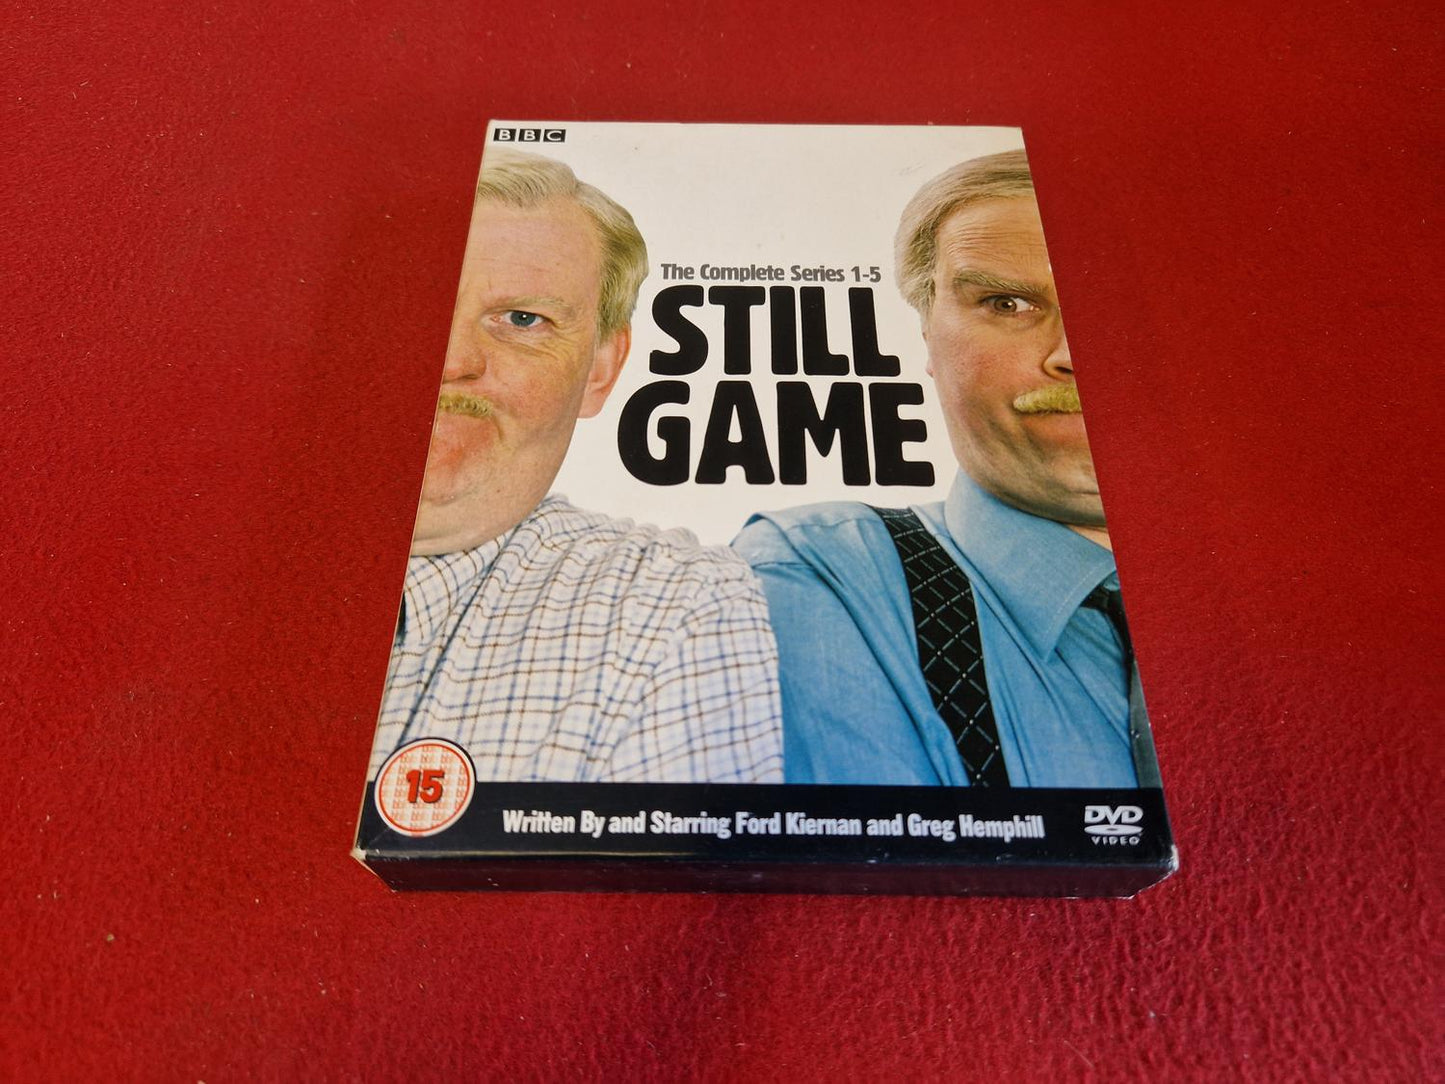 BBC
The Complete Series 1-5
STILL
GAME
15
Written By and Starring Ford Kiernan and Greg Hemphill
DVD
VIDEO